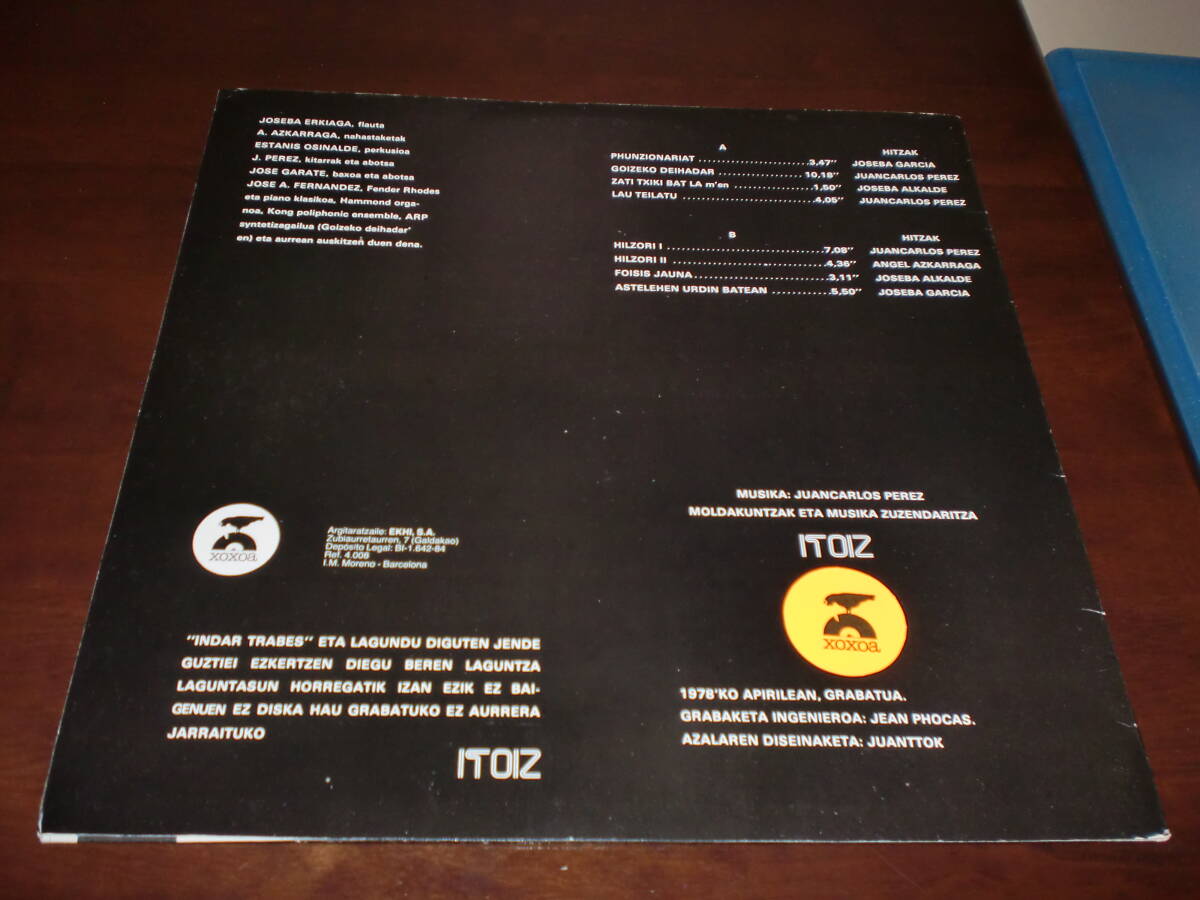 JOSEBA ERKIAGA, flauta
A. AZKARRAGA, nahastaketak
ESTANIS OSINALDE, perkusioa
J. PEREZ, kitarrak eta abotsa
JOSE GARATE, baxoa eta abotsa
JOSE A. FERNANDEZ, Fender Rhodes
eta piano klasikoa, Hammond orga-
noa, Kong poliphonic ensemble, ARP
syntetizagailua (Goizeko deihadar'
en) eta aurrean auskitzen duen dena.
A HITZAK
PHUNZIONARIAT ......................3,47'' JOSEBA GARCIA
GOIZEKO DEIHADAR .................10,18'' JUANCARLOS PEREZ
ZATI TXIKI BAT LA m'en ................1,50'' JOSEBA ALKALDE
LAU TEILATU ...........................4,05'' JUANCARLOS PEREZ
B HITZAK
HILZORI I ...............................7,08'' JUANCARLOS PEREZ
HILZORI II ...............................4,36'' ANGEL AZKARRAGA
FOISIS JAUNA...........................3,11'' JOSEBA ALKALDE
ASTELEHEN URDIN BATEAN ............5,50'' JOSEBA GARCIA
MUSIKA: JUANCARLOS PEREZ
MOLDAKUNTZAK ETA MUSIKA ZUZENDARITZA
ITOIZ
xoxoa
1978'KO APIRILEAN, GRABATUA.
GRABAKETA INGENIEROA: JEAN PHOCAS.
AZALAREN DISEINAKETA: JUANTTOK
xoxoa
Argitaratzaile: EKHI, S.A.
Zubiaurretaurren, 7 (Galdakao)
Depósito Legal: BI-1.642-84
Ref. 4.006
I.M. Moreno - Barcelona
"INDAR TRABES" ETA LAGUNDU DIGUTEN JENDE
GUZTIEI EZKERTZEN DIEGU BEREN LAGUNTZA
LAGUNTASUN HORREGATIK IZAN EZIK EZ BAI-
GENUEN EZ DISKA HAU GRABATUKO EZ AURRERA
JARRAITUKO
ITOIZ